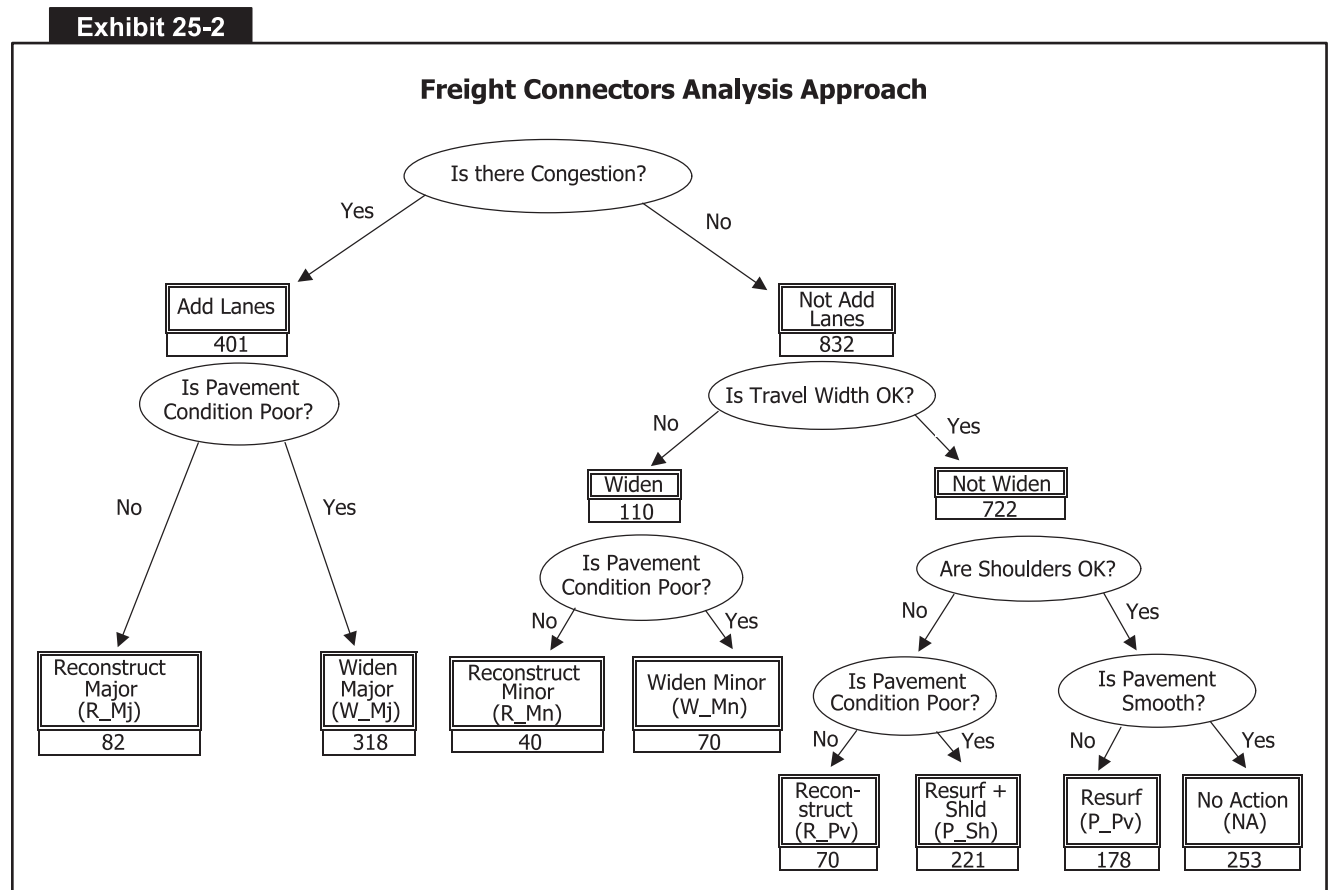 Exhibit 25-2
Freight Connectors Analysis Approach
Is there Congestion?
Yes
No
Add Lanes
401
Not Add
Lanes
832
Is Pavement
Condition Poor?
Is Travel Width OK?
No
Yes
No
Yes
Widen
110
Not Widen
722
Is Pavement
Condition Poor?
Are Shoulders OK?
No
Yes
No
Yes
Reconstruct
Major
(R_Mj)
82
Widen
Major
(W_Mj)
318
Reconstruct
Minor
(R_Mn)
40
Widen Minor
(W_Mn)
70
Is Pavement
Condition Poor?
Is Pavement
Smooth?
No
Yes
No
Yes
Recon-
struct
(R_Pv)
70
Resurf +
Shld
(P_Sh)
221
Resurf
(P_Pv)
178
No Action
(NA)
253